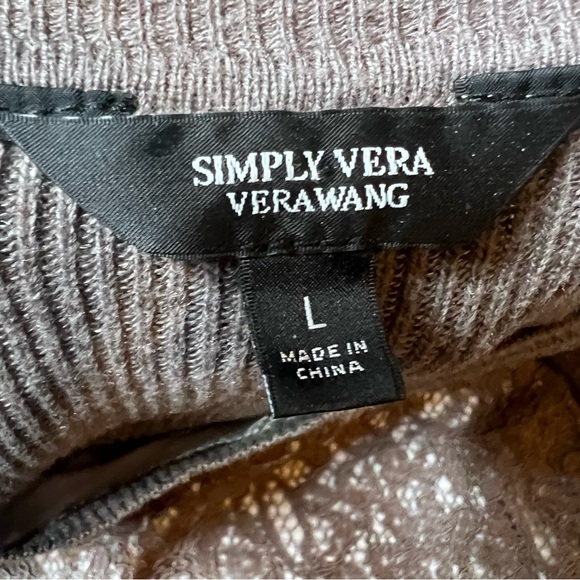 SIMPLY VERA
VERAWANG
L
MADE IN
CHINA